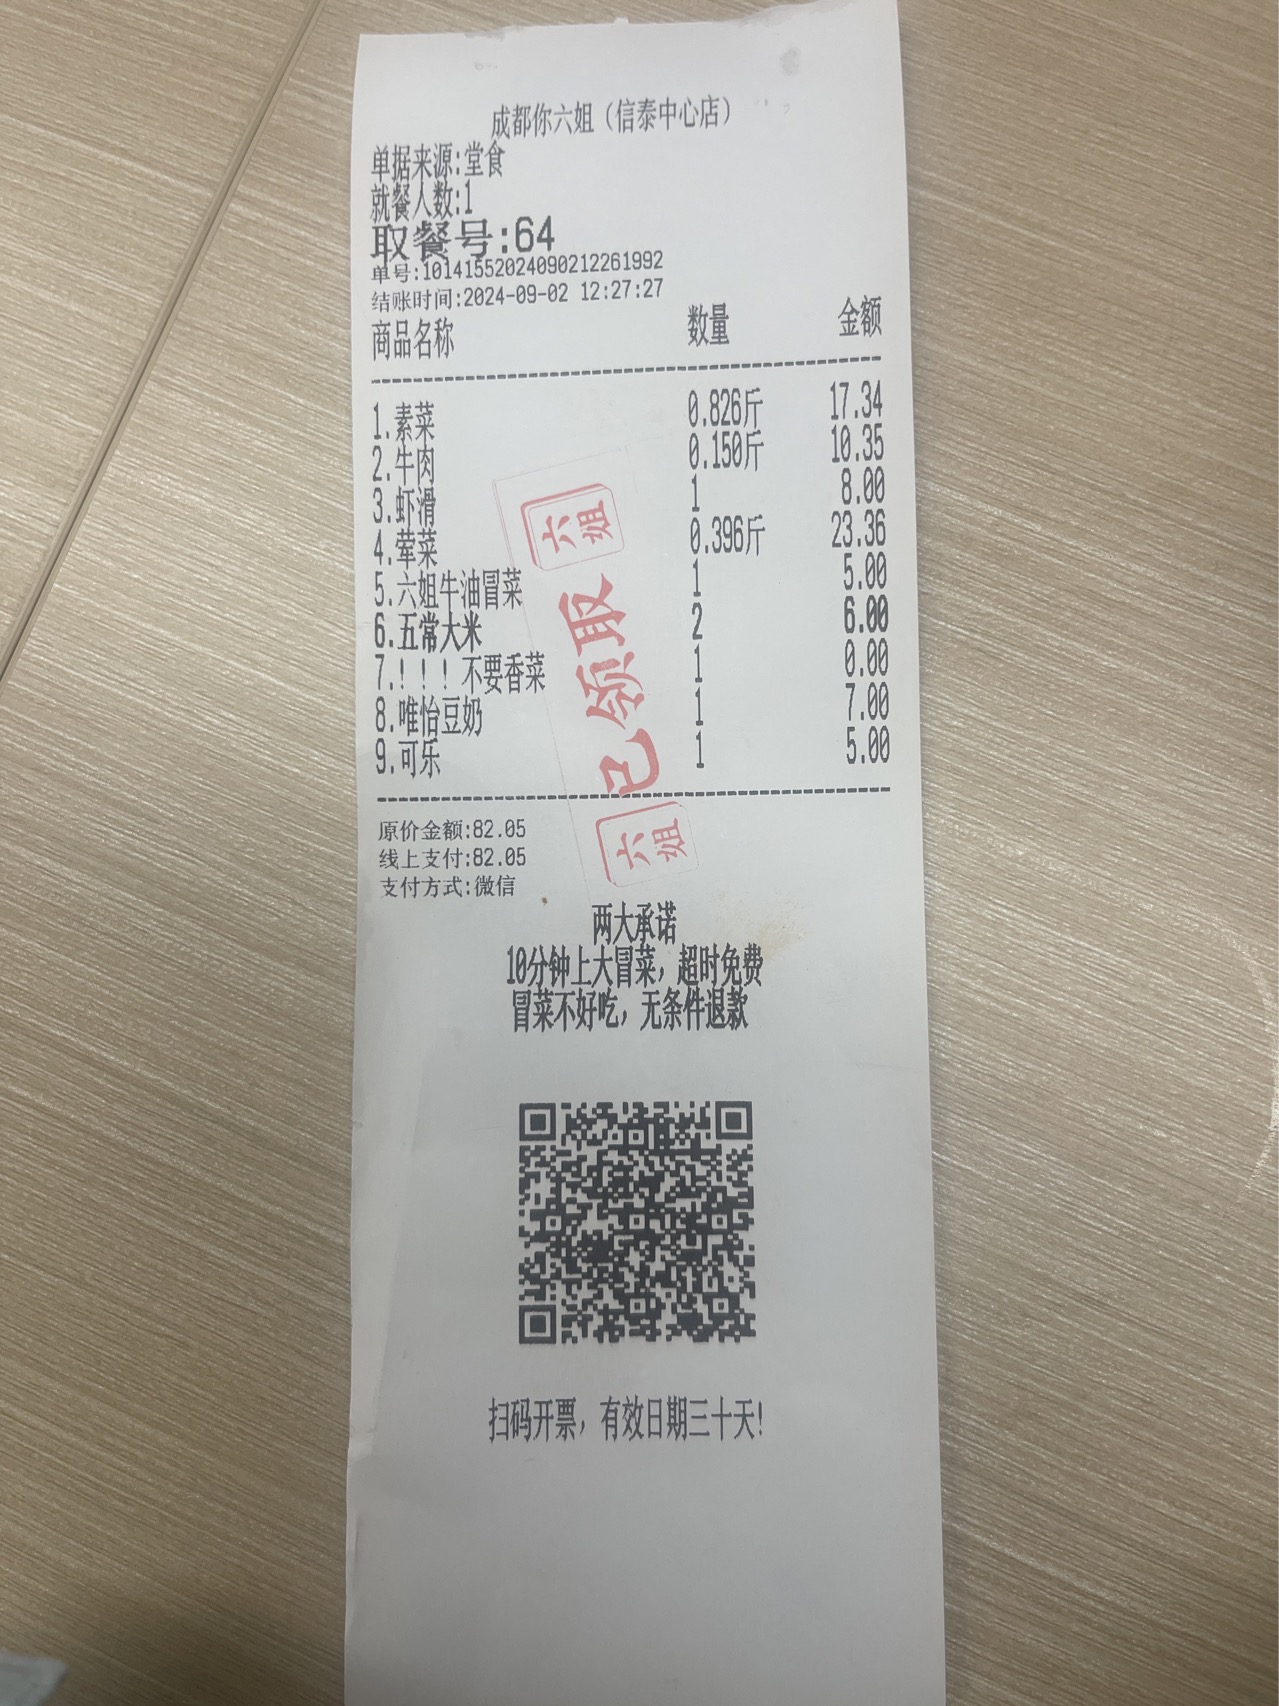 成都你六姐（信泰中心店）
单据来源:堂食
就餐人数:1
取餐号:64
单号:10141552024090212261992
结账时间:2024-09-02 12:27:27
商品名称 数量 金额
1.素菜 0.826斤 17.34
2.牛肉 0.150斤 10.35
3.虾滑 1 8.00
4.荤菜 0.396斤 23.36
5.六姐牛油冒菜 1 5.00
6.五常大米 2 6.00
7.！！！不要香菜 1 0.00
8.唯怡豆奶 1 7.00
9.可乐 1 5.00
六姐 已领取 六姐
原价金额:82.05
线上支付:82.05
支付方式:微信
两大承诺
10分钟上大冒菜，超时免费
冒菜不好吃，无条件退款
扫码开票，有效日期三十天!